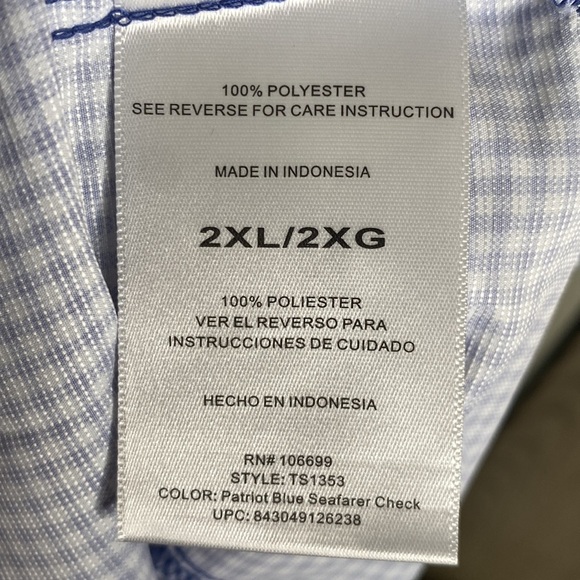 100% POLYESTER
SEE REVERSE FOR CARE INSTRUCTION
MADE IN INDONESIA
2XL/2XG
100% POLIESTER
VER EL REVERSO PARA
INSTRUCCIONES DE CUIDADO
HECHO EN INDONESIA
RN# 106699
STYLE: TS1353
COLOR: Patriot Blue Seafarer Check
UPC: 843049126238